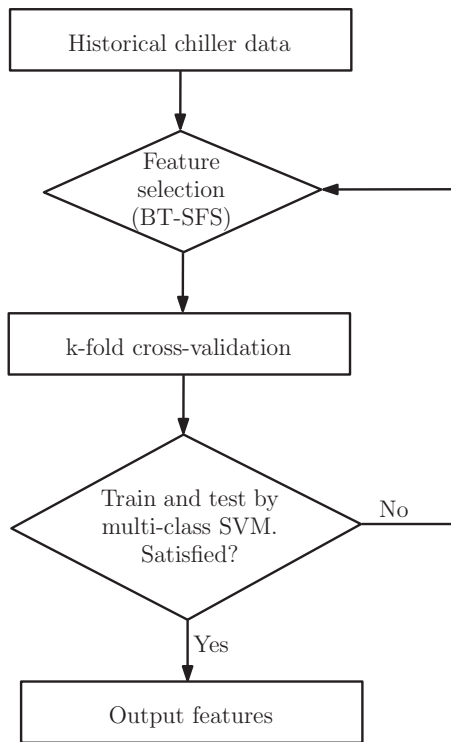 Historical chiller data
Feature
selection
(BT-SFS)
k-fold cross-validation
Train and test by
multi-class SVM.
Satisfied?
No
Yes
Output features